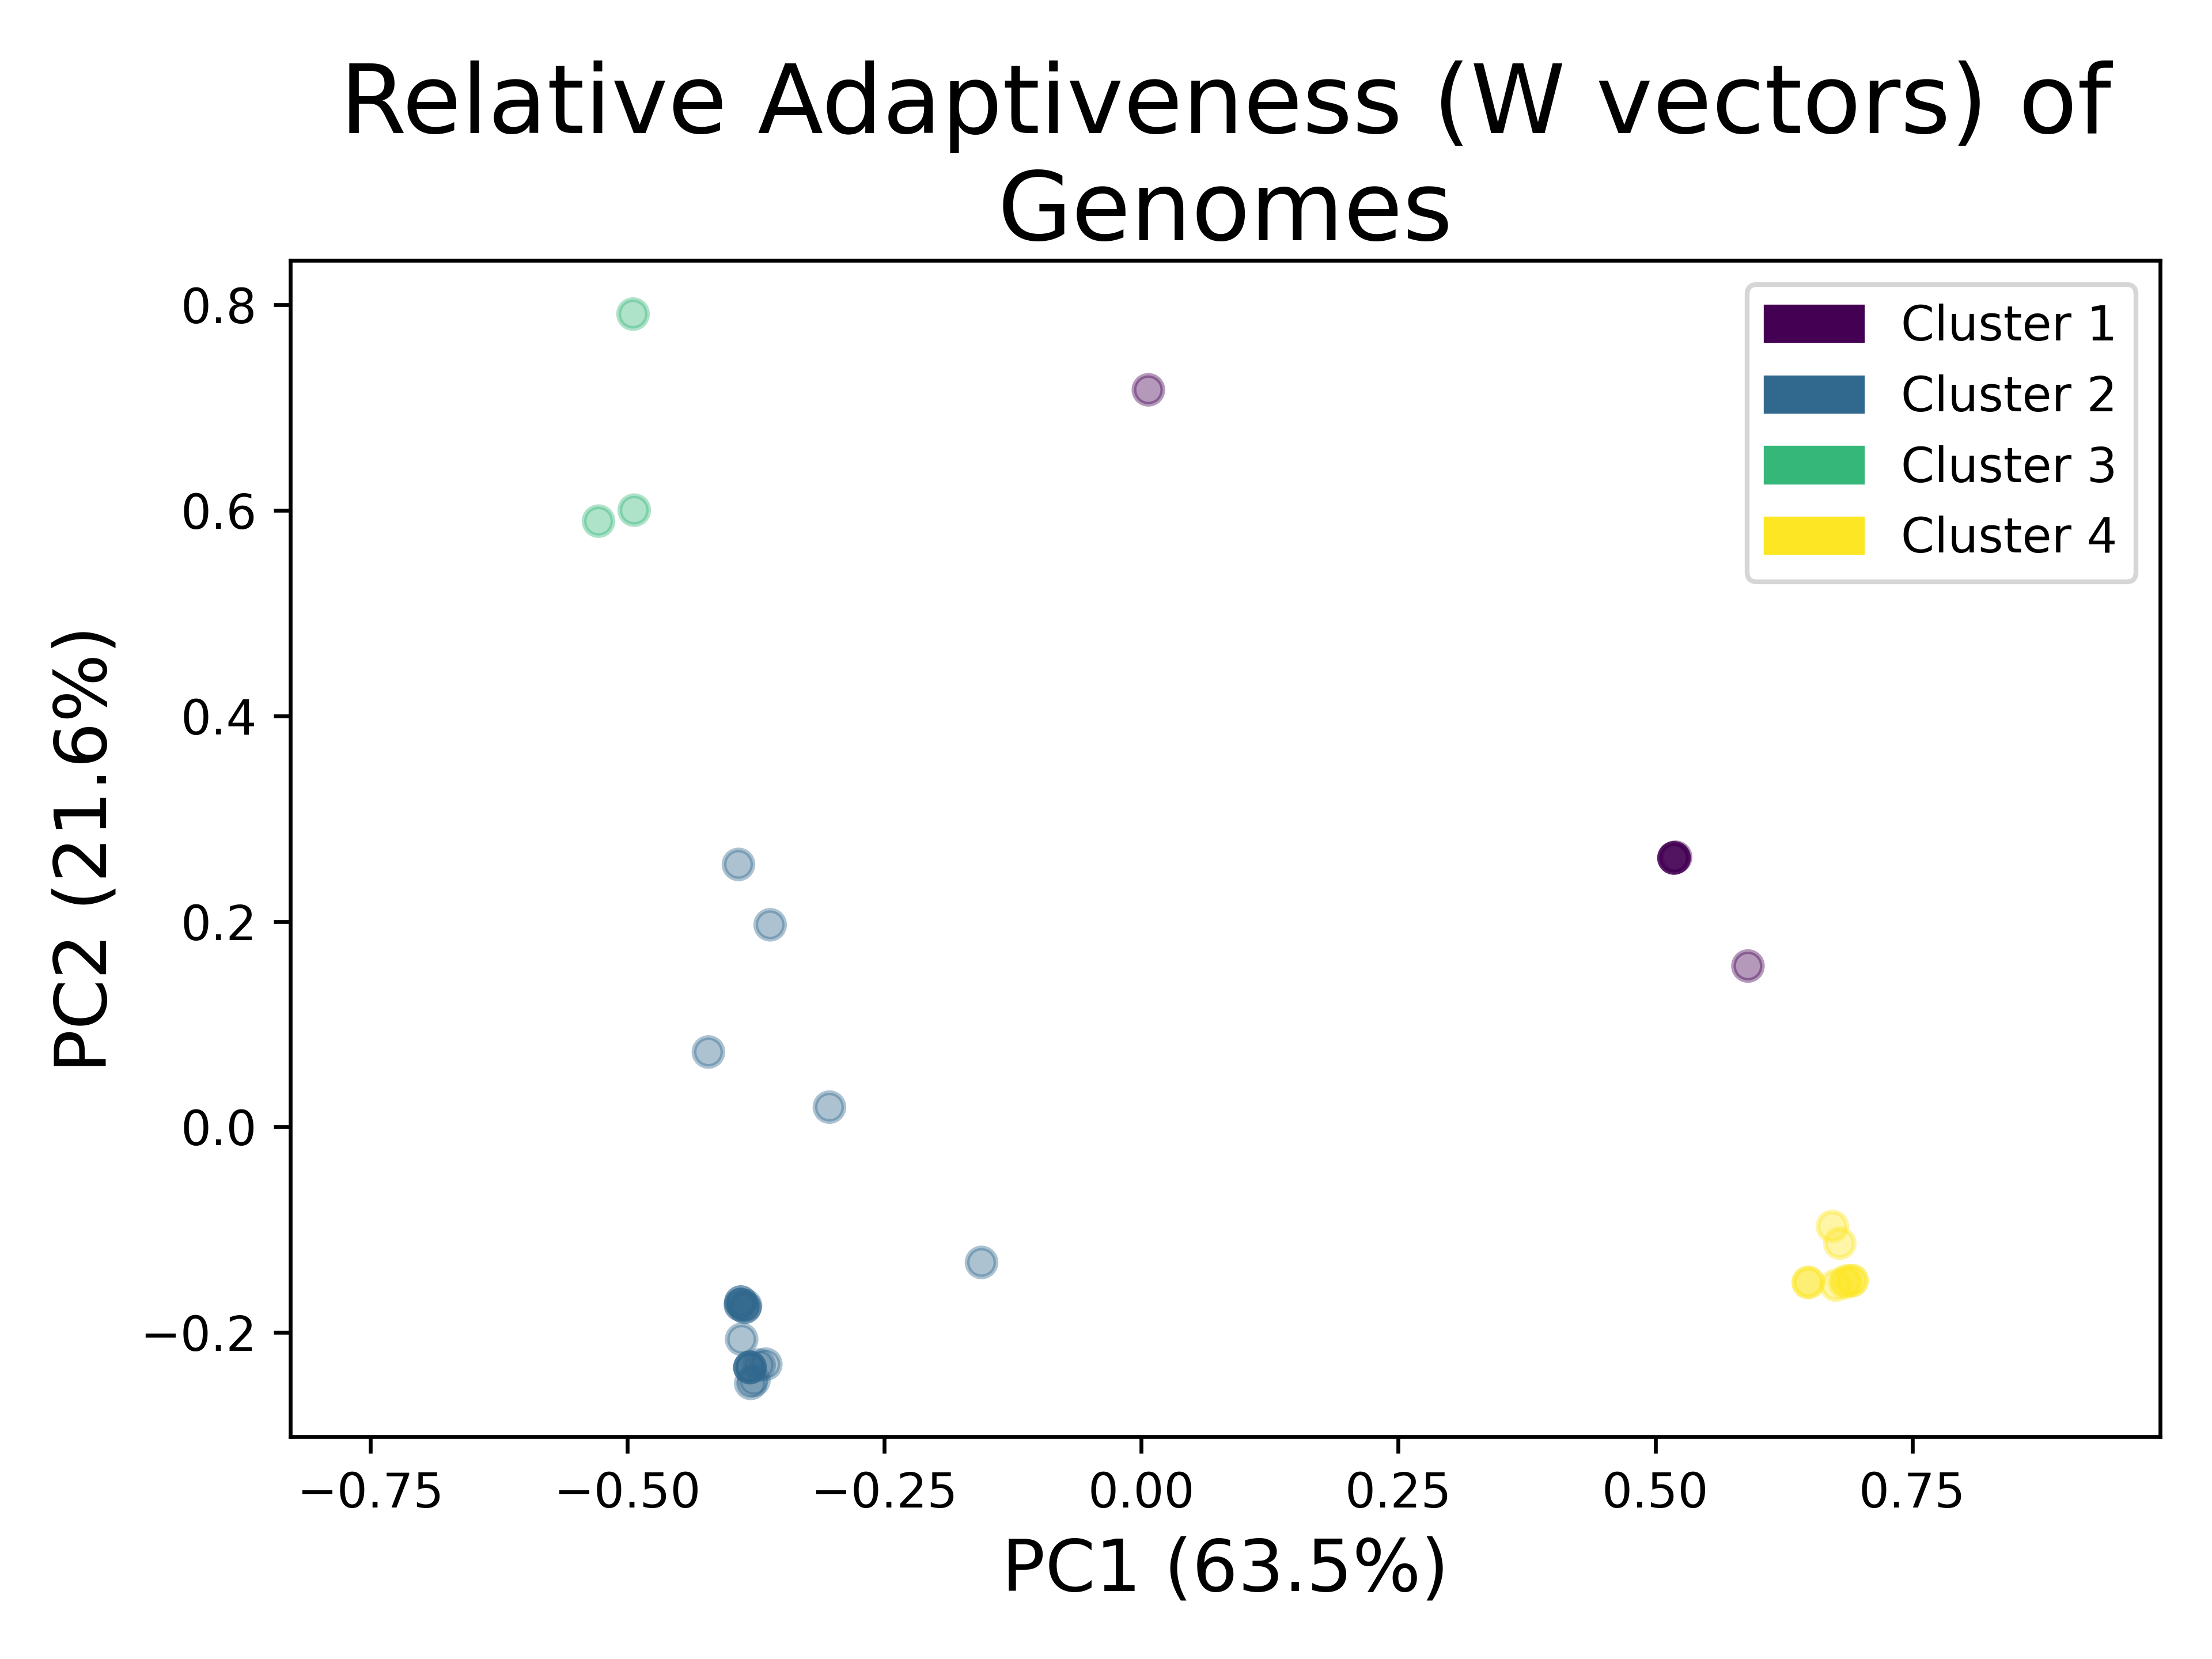 Relative Adaptiveness (W vectors) of
Genomes
Cluster 1
Cluster 2
Cluster 3
Cluster 4
PC2 (21.6%)
0.8
0.6
0.4
0.2
0.0
−0.2
−0.75
−0.50
−0.25
0.00
0.25
0.50
0.75
PC1 (63.5%)